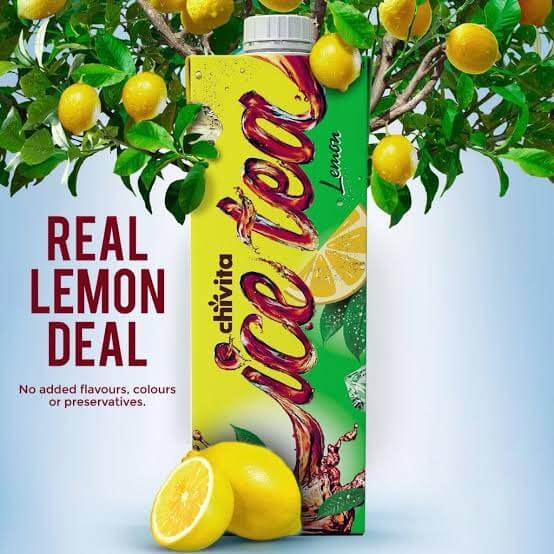 REAL
LEMON
DEAL
No added flavours, colours
or preservatives.
chivita
ice tea
Lemon